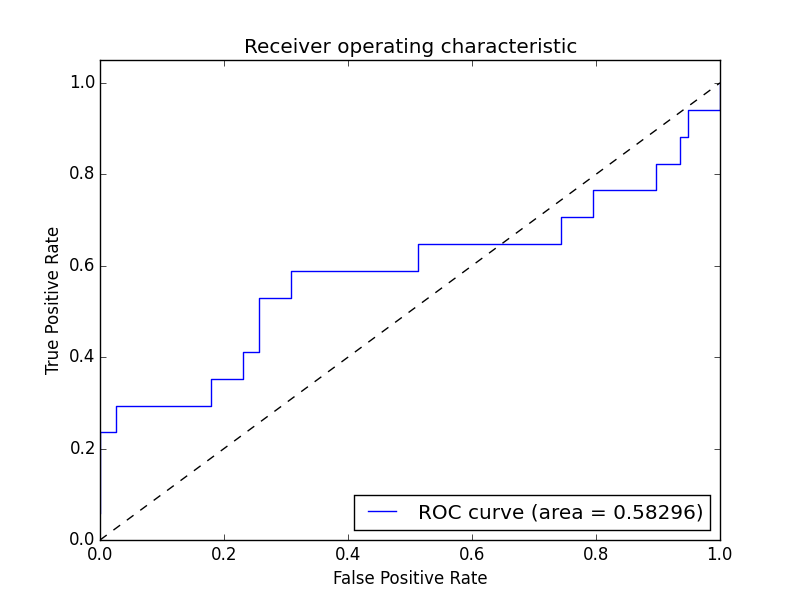 Receiver operating characteristic
1.0
0.8
0.6
0.4
0.2
0.0
True Positive Rate
ROC curve (area = 0.58296)
0.0 0.2 0.4 0.6 0.8 1.0
False Positive Rate